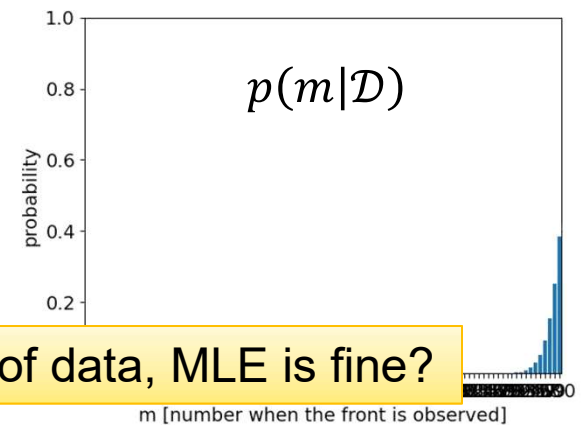 1.0
p(m|𝒟)
0.8
probability
0.6
0.4
0.2
of data, MLE is fine?
m [number when the front is observed]